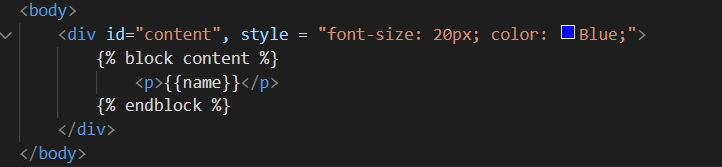 <body>
<div id="content", style = "font-size: 20px; color: Blue;">
{% block content %}
<p>{{name}}</p>
{% endblock %}
</div>
</body>